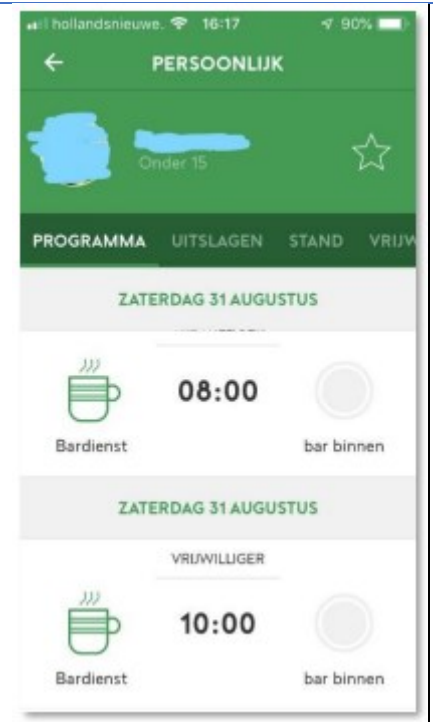 hollandsnieuwe. 16:17 90%
PERSOONLIJK
Onder 15
PROGRAMMA UITSLAGEN STAND VRIJW
ZATERDAG 31 AUGUSTUS
08:00
Bardienst bar binnen
ZATERDAG 31 AUGUSTUS
VRIJWILLIGER
10:00
Bardienst bar binnen